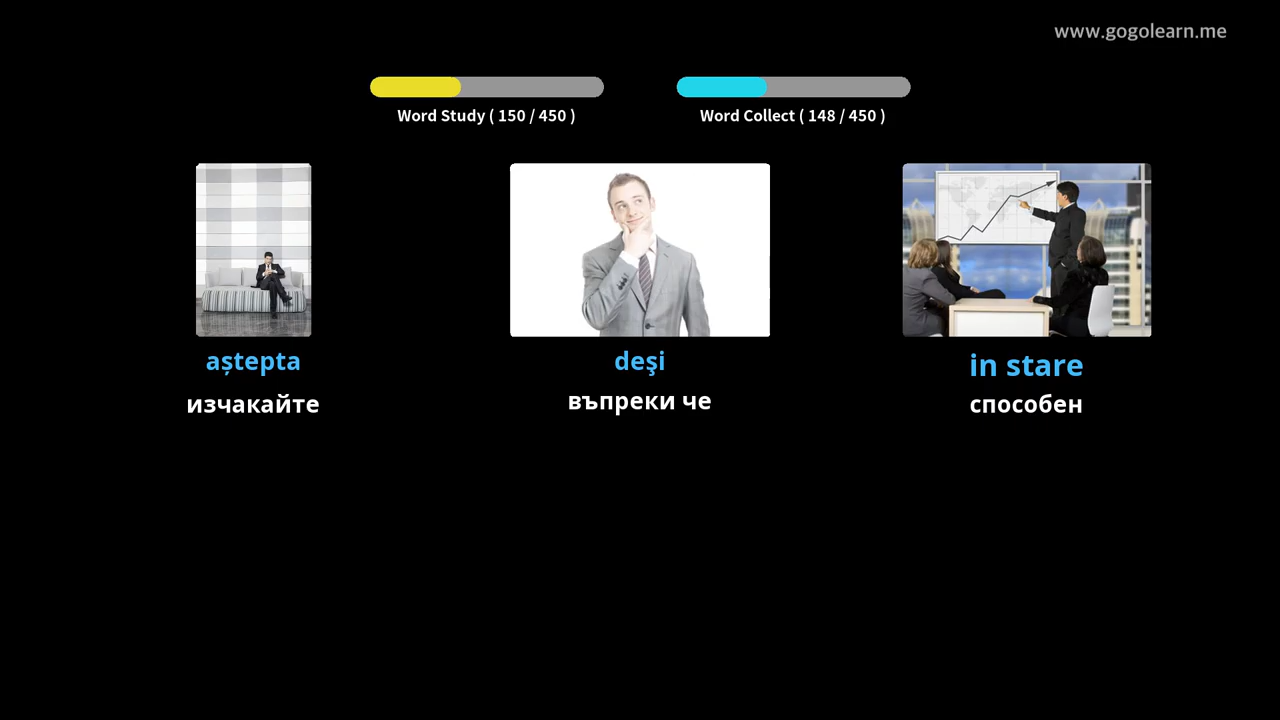 www.gogolearn.me
Word Study ( 150 / 450 )
Word Collect ( 148 / 450 )
aștepta
изчакайте
deşi
въпреки че
in stare
способен